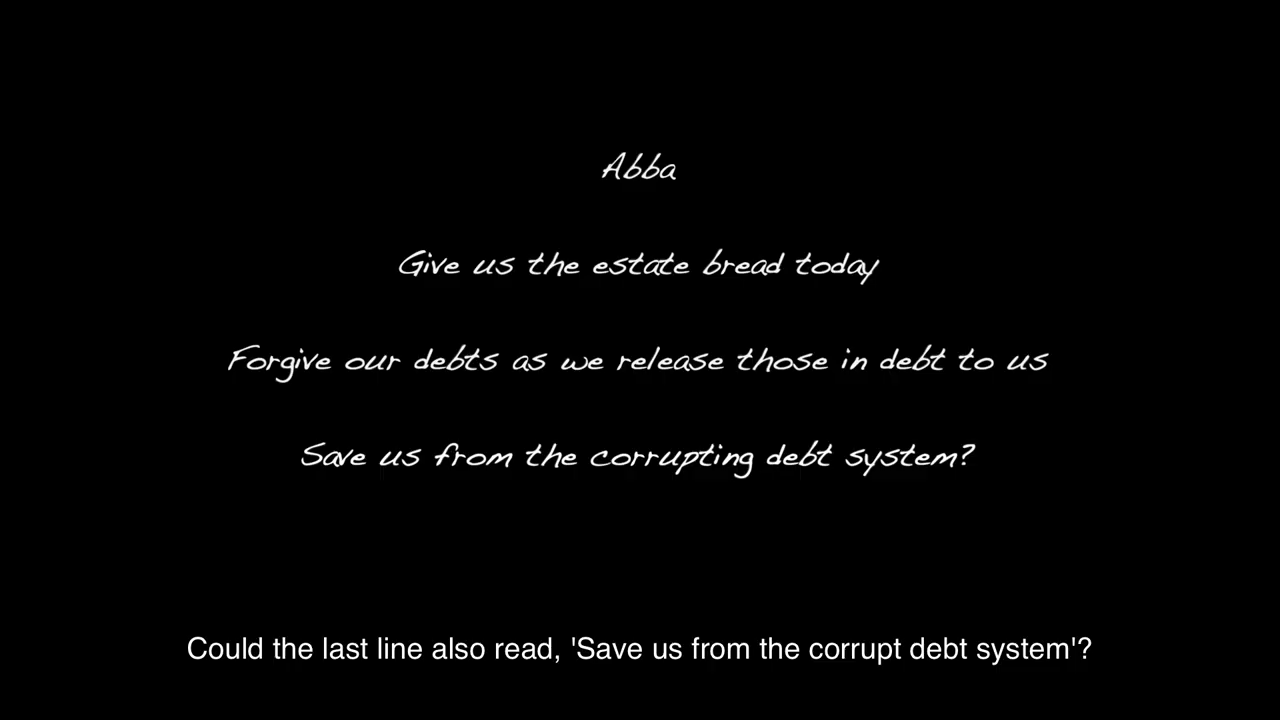 Abba
Give us the estate bread today
Forgive our debts as we release those in debt to us
Save us from the corrupting debt system?
Could the last line also read, 'Save us from the corrupt debt system'?